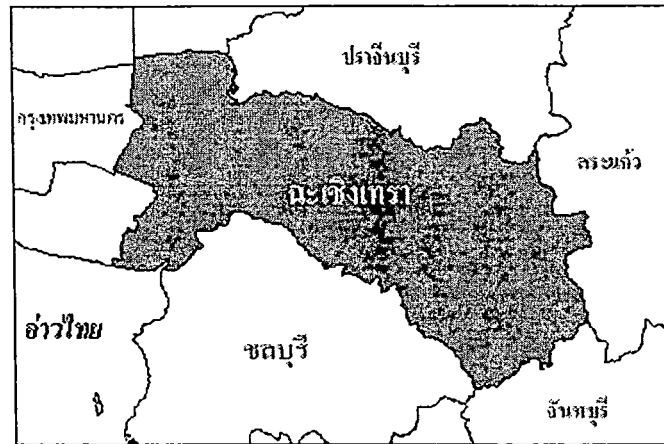 ปราจีนบุรี
กรุงเทพมหานคร
สระแก้ว
ฉะเชิงเทรา
อ่าวไทย
ชลบุรี
จันทบุรี